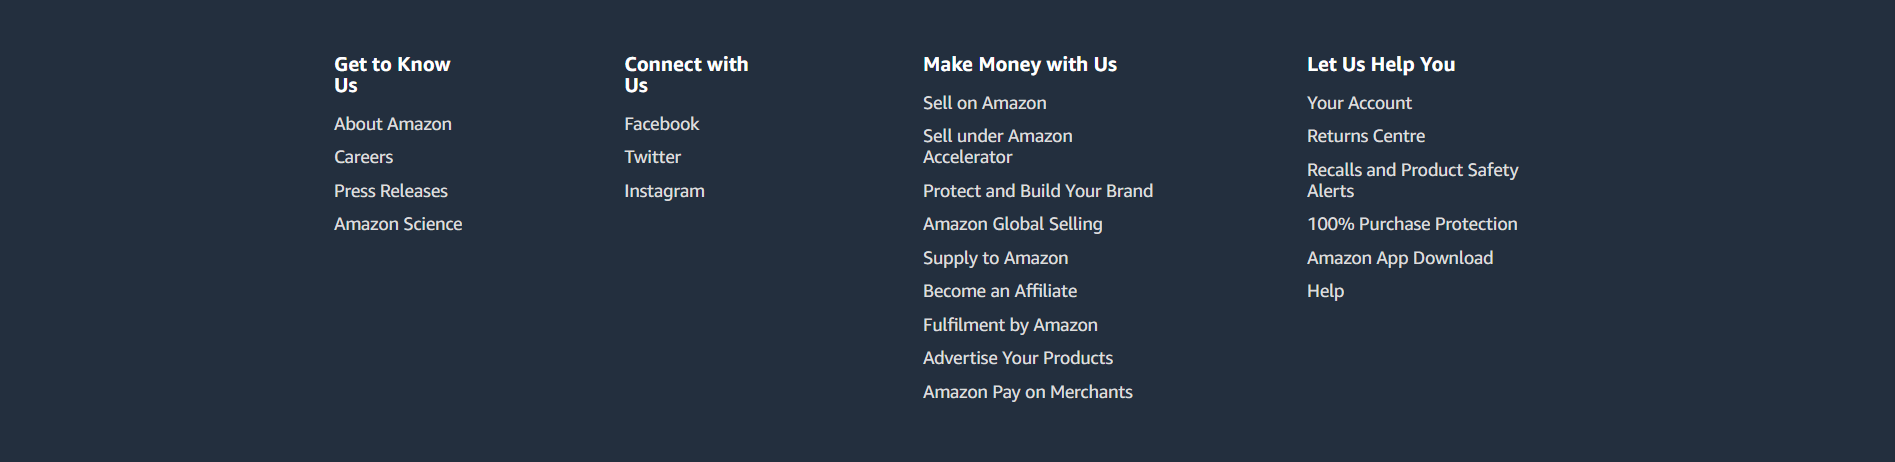 Get to Know
Us
About Amazon
Careers
Press Releases
Amazon Science
Connect with
Us
Facebook
Twitter
Instagram
Make Money with Us
Sell on Amazon
Sell under Amazon
Accelerator
Protect and Build Your Brand
Amazon Global Selling
Supply to Amazon
Become an Affiliate
Fulfilment by Amazon
Advertise Your Products
Amazon Pay on Merchants
Let Us Help You
Your Account
Returns Centre
Recalls and Product Safety
Alerts
100% Purchase Protection
Amazon App Download
Help